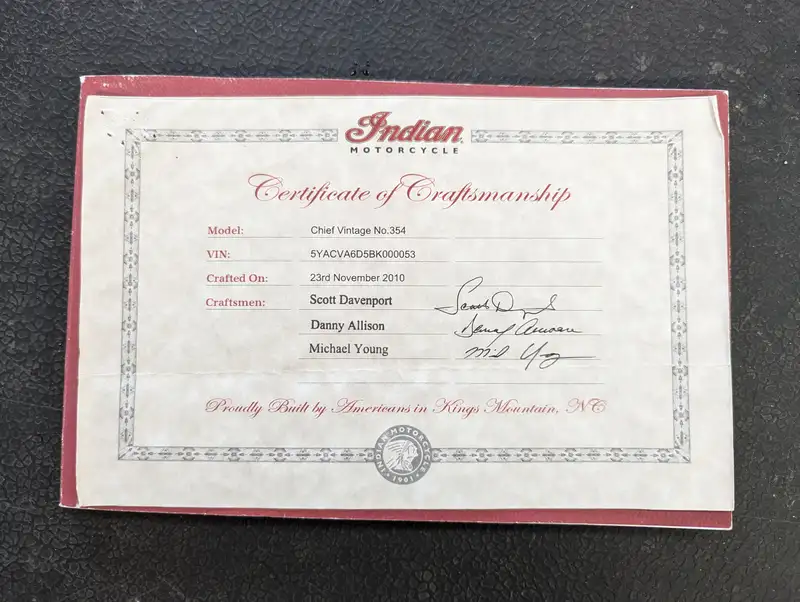 Indian
MOTORCYCLE
Certificate of Craftsmanship
Model: Chief Vintage No.354
VIN: 5YACVA6D5BK000053
Crafted On: 23rd November 2010
Craftsmen: Scott Davenport
Danny Allison
Michael Young
Proudly Built by Americans in Kings Mountain, NC
INDIAN MOTORCYCLE
1901